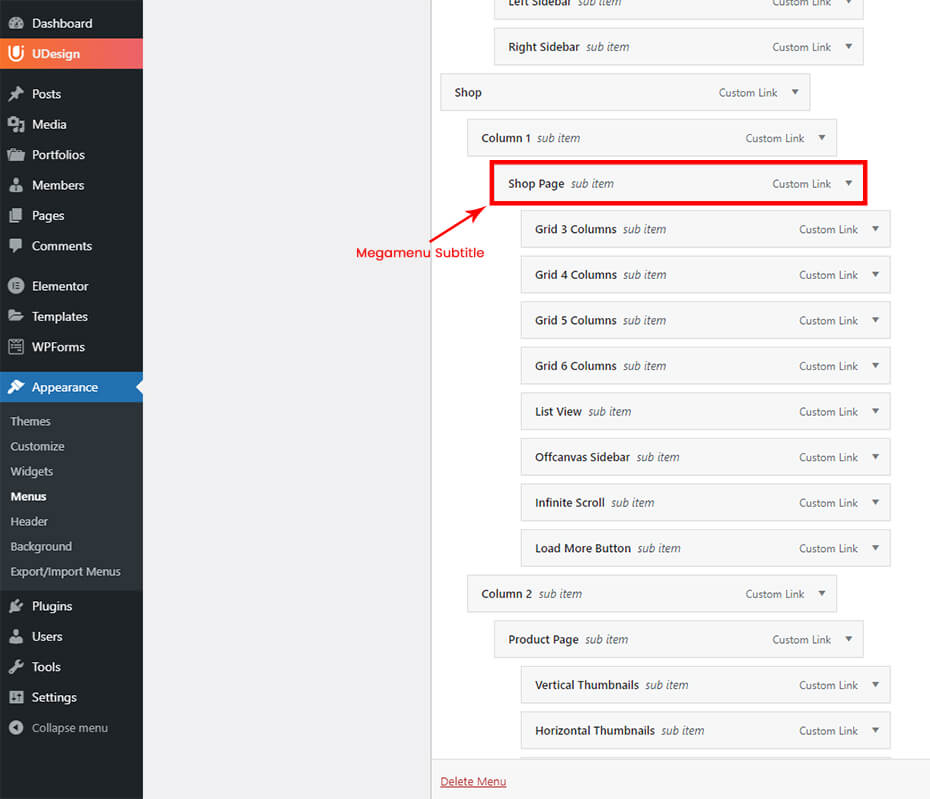 Dashboard
UDesign
Posts
Media
Portfolios
Members
Pages
Comments
Elementor
Templates
WPForms
Appearance
Themes
Customize
Widgets
Menus
Header
Background
Export/Import Menus
Plugins
Users
Tools
Settings
Collapse menu
Left Sidebar sub item Custom Link
Right Sidebar sub item Custom Link
Shop Custom Link
Column 1 sub item Custom Link
Shop Page sub item Custom Link
Megamenu Subtitle
Grid 3 Columns sub item Custom Link
Grid 4 Columns sub item Custom Link
Grid 5 Columns sub item Custom Link
Grid 6 Columns sub item Custom Link
List View sub item Custom Link
Offcanvas Sidebar sub item Custom Link
Infinite Scroll sub item Custom Link
Load More Button sub item Custom Link
Column 2 sub item Custom Link
Product Page sub item Custom Link
Vertical Thumbnails sub item Custom Link
Horizontal Thumbnails sub item Custom Link
Delete Menu